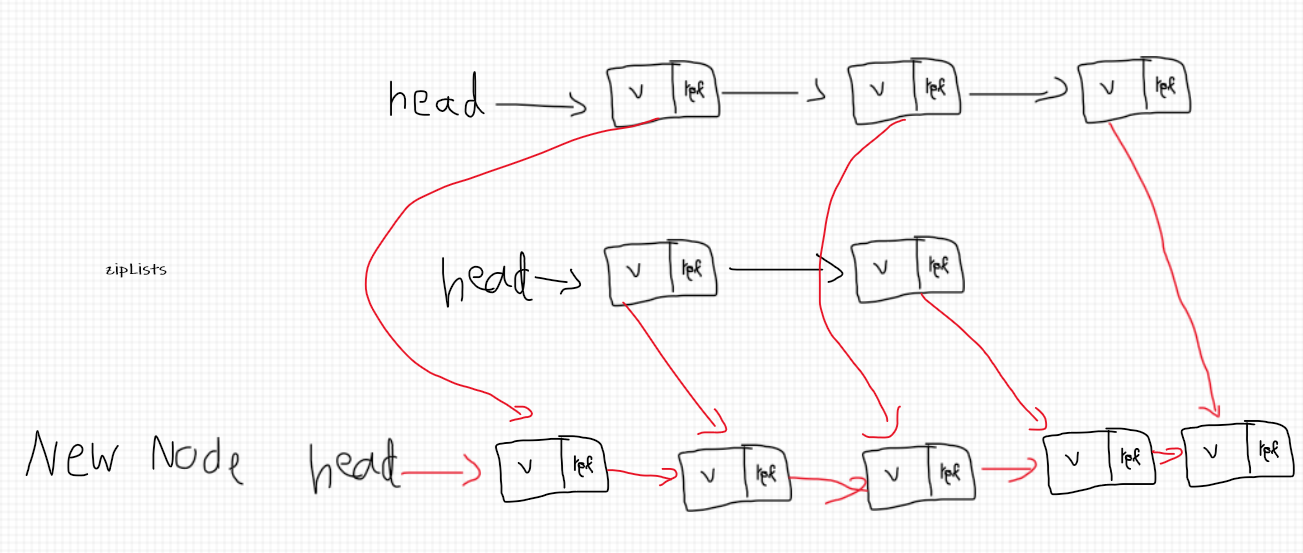 head v ref v ref v ref
zipLists
head v ref v ref
New Node head v ref v ref v ref v ref v ref